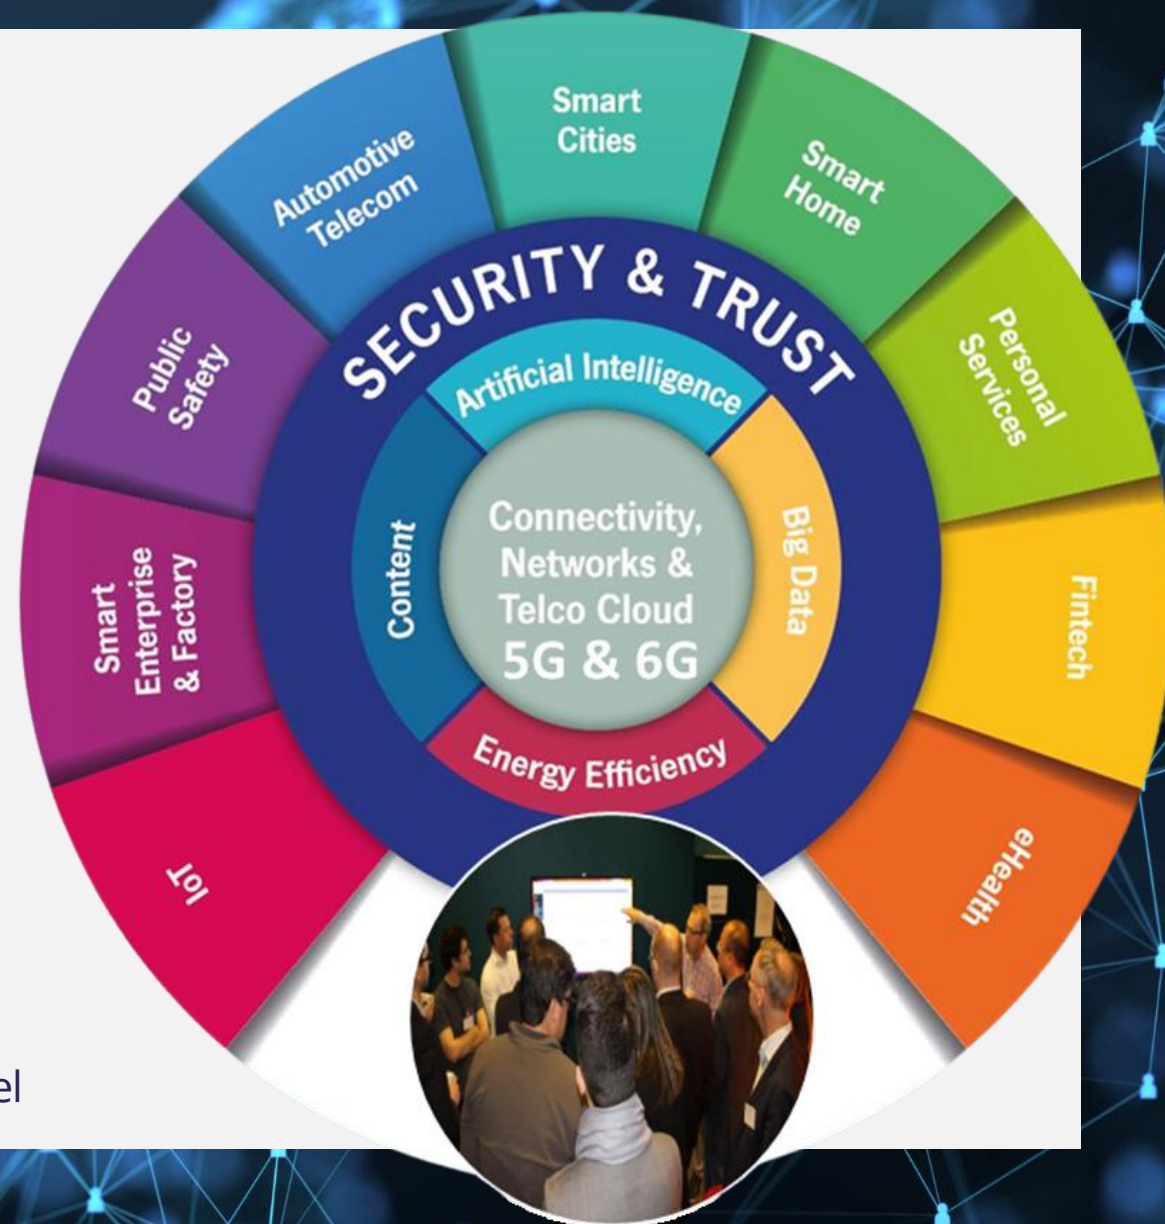 Smart
Cities
Automotive
Telecom
Smart
Home
Public
Safety
Personal
Services
SECURITY & TRUST
Artificial Intelligence
Content
Connectivity,
Networks &
Telco Cloud
5G & 6G
Big Data
Energy Efficiency
Smart
Enterprise
& Factory
Fintech
IoT
eHealth
el